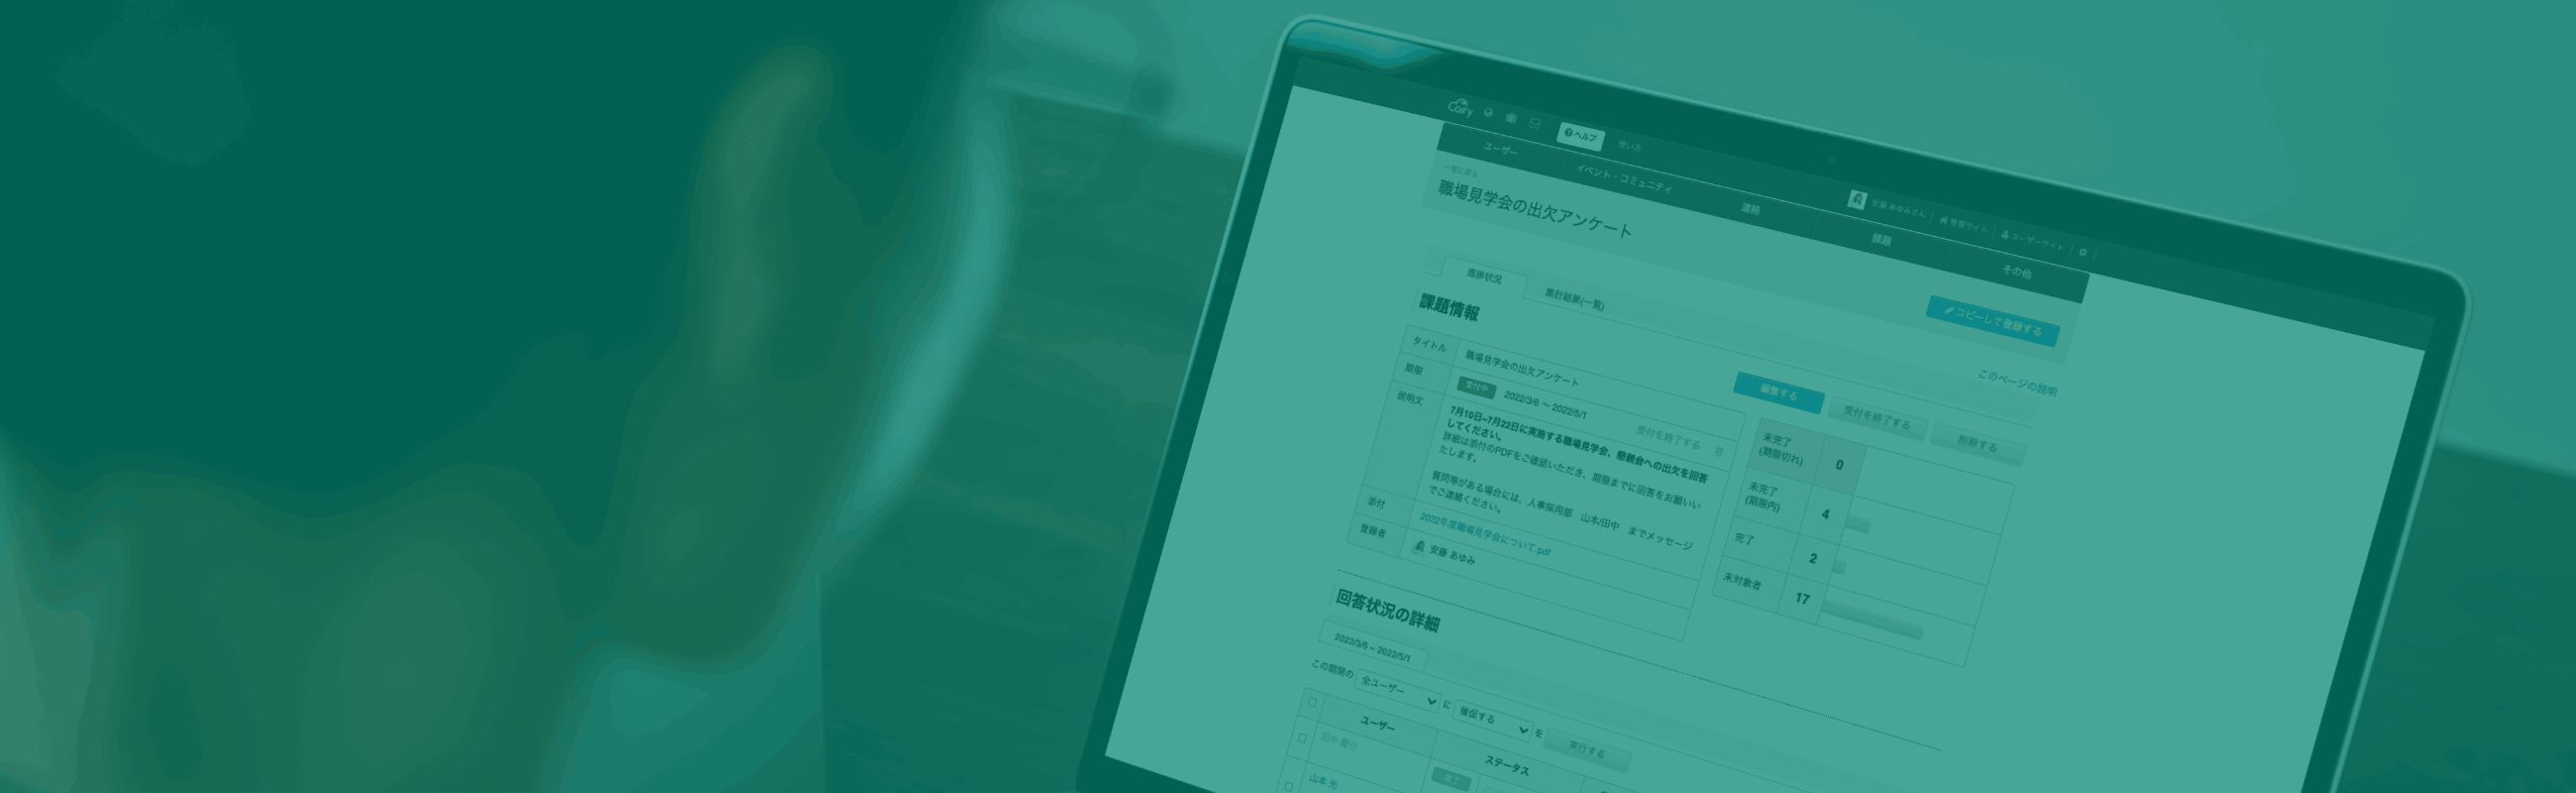 Calry
ヘルプ
使い方
安藤 あゆみさん
管理サイト
ユーザーサイト
ユーザー
イベント・コミュニティ
連絡
課題
その他
一覧に戻る
職場見学会の出欠アンケート
コピーして登録する
進捗状況
集計結果(一覧)
このページの説明
課題情報
編集する
受付を終了する
削除する
タイトル
職場見学会の出欠アンケート
期限
受付中
2022/3/6 ～ 2022/5/1
受付を終了する
説明文
7月10日~7月22日に実施する職場見学会、懇親会への出欠を回答
してください。
詳細は添付のPDFをご確認いただき、期限までに回答をお願いい
たします。
質問等がある場合には、人事採用部　山本/田中　までメッセージ
でご連絡ください。
添付
2022年度職場見学会について.pdf
登録者
安藤 あゆみ
未完了
(期限切れ)
0
未完了
(期限内)
4
完了
2
未対象者
17
回答状況の詳細
2022/3/6 ~ 2022/5/1
この期間の
全ユーザー
に
催促する
を
実行する
ユーザー
ステータス
完了
山本 光